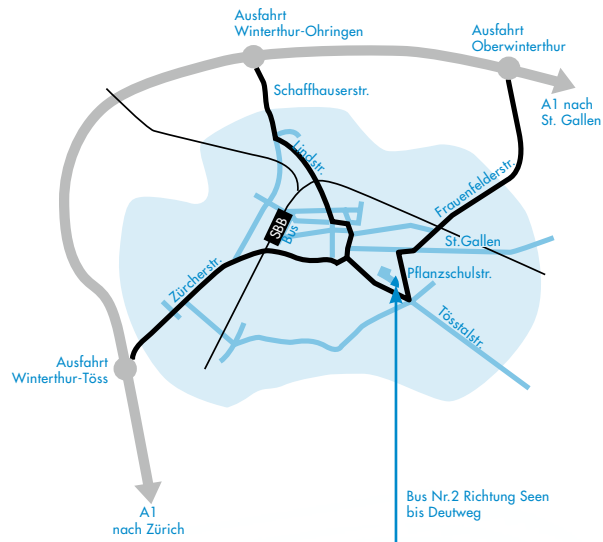 Ausfahrt
Winterthur-Ohringen
Ausfahrt
Oberwinterthur
Schaffhauserstr.
A1 nach
St. Gallen
Lindstr.
Frauenfelderstr.
SBB
Bus
St.Gallen
Pflanzschulstr.
Zürcherstr.
Tösstalstr.
Ausfahrt
Winterthur-Töss
Bus Nr.2 Richtung Seen
bis Deutweg
A1
nach Zürich